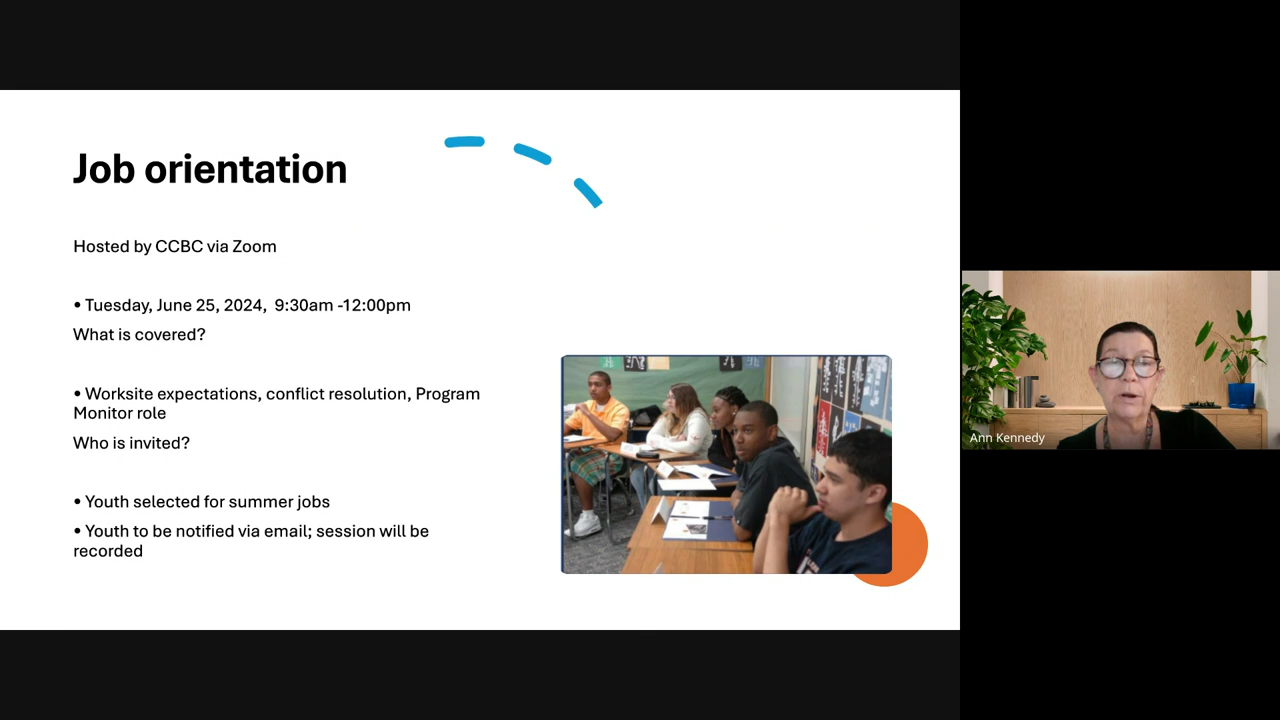 Job orientation
Hosted by CCBC via Zoom
• Tuesday, June 25, 2024,  9:30am -12:00pm
What is covered?
• Worksite expectations, conflict resolution, Program
Monitor role
Who is invited?
• Youth selected for summer jobs
• Youth to be notified via email; session will be
recorded
Ann Kennedy